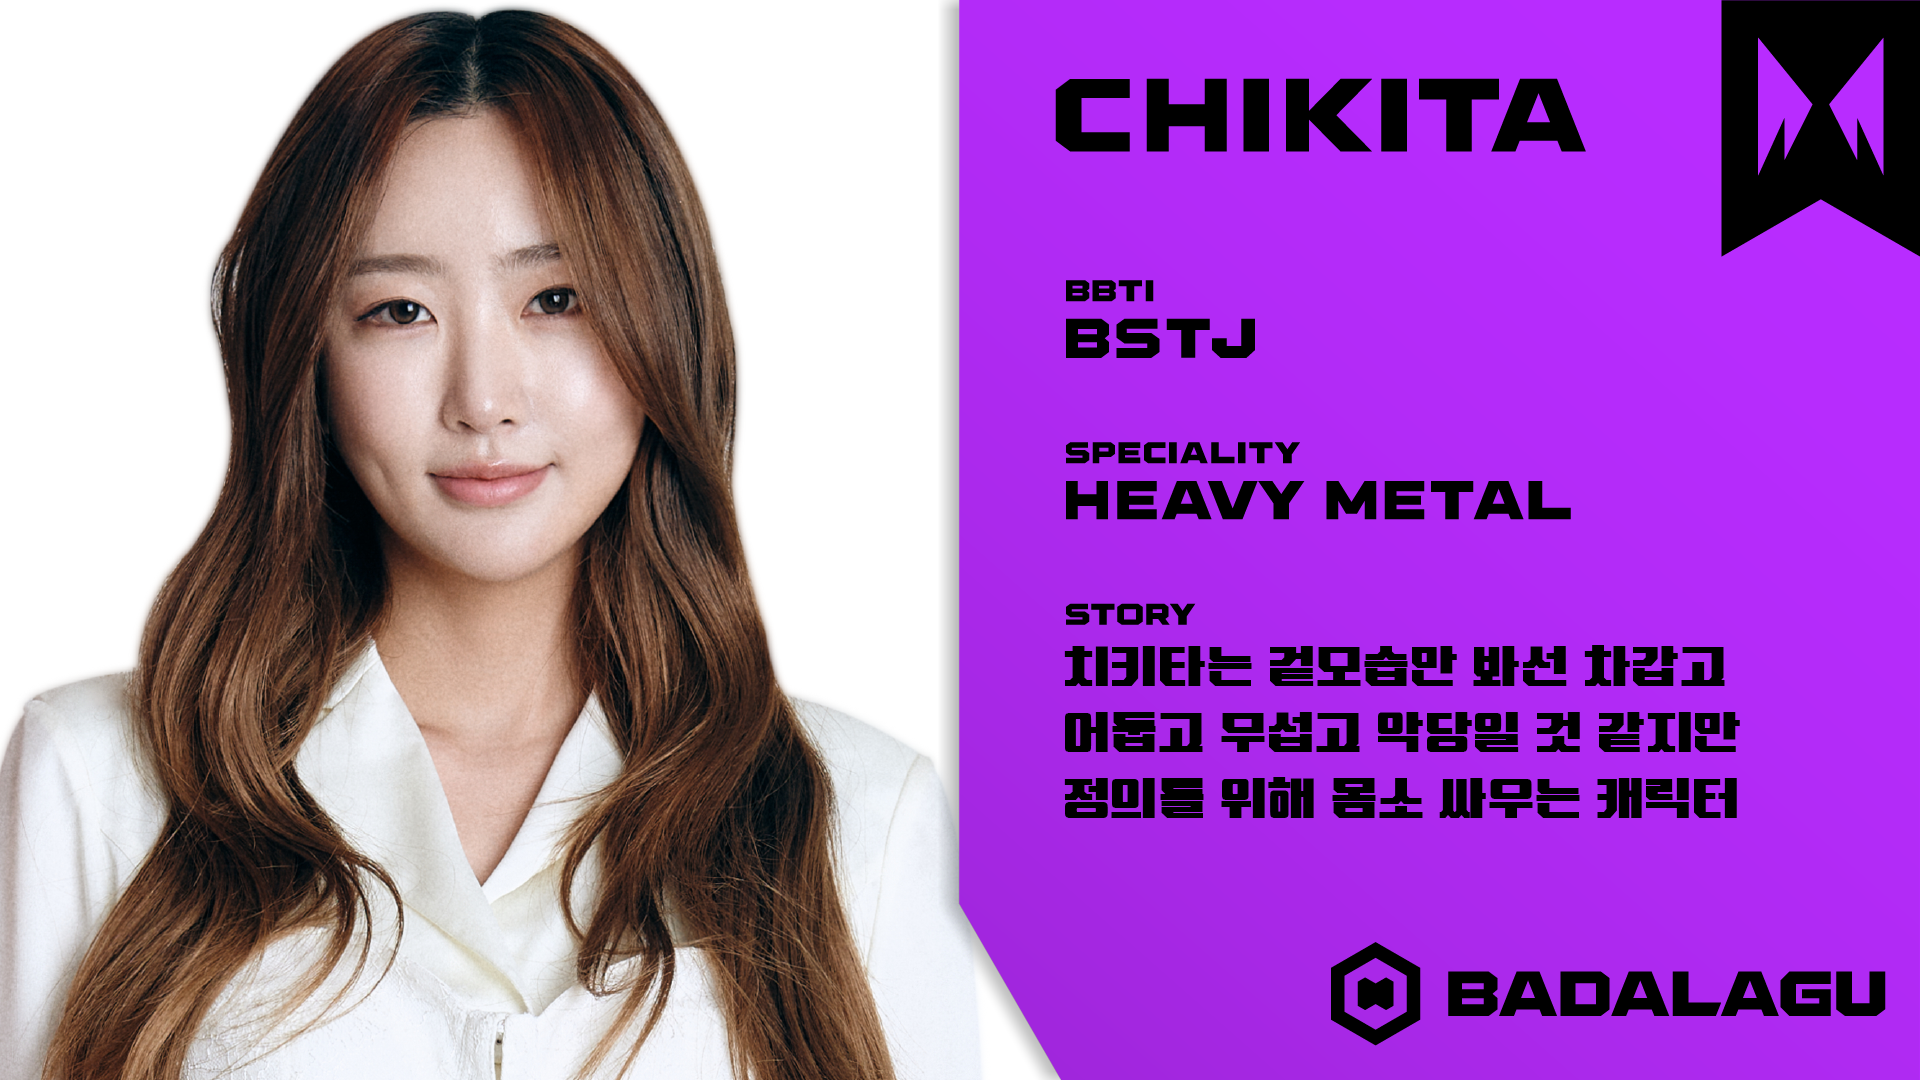 CHIKITA
BBTI
BSTJ
SPECIALITY
HEAVY METAL
STORY
치키타는 겉모습만 봐선 차갑고
어둡고 무섭고 악당일 것 같지만
정의를 위해 몸소 싸우는 캐릭터
BADALAGU